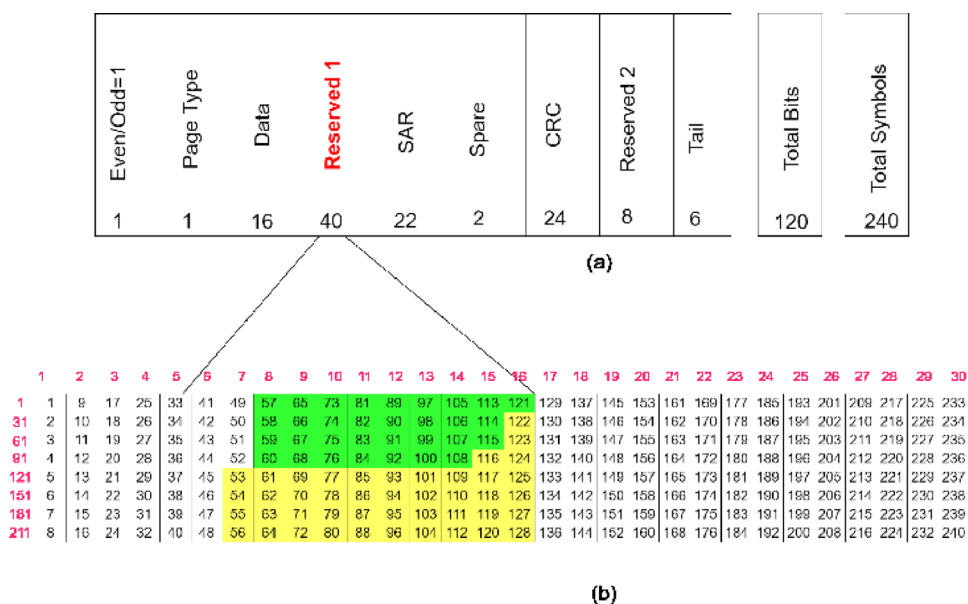 Even/Odd=1 Page Type Data Reserved 1 SAR Spare CRC Reserved 2 Tail Total Bits Total Symbols
1 1 16 40 22 2 24 8 6 120 240
(a)
1 2 3 4 5 6 7 8 9 10 11 12 13 14 15 16 17 18 19 20 21 22 23 24 25 26 27 28 29 30
1 1 9 17 25 33 41 49 57 65 73 81 89 97 105 113 121 129 137 145 153 161 169 177 185 193 201 209 217 225 233
31 2 10 18 26 34 42 50 58 66 74 82 90 98 106 114 122 130 138 146 154 162 170 178 186 194 202 210 218 226 234
61 3 11 19 27 35 43 51 59 67 75 83 91 99 107 115 123 131 139 147 155 163 171 179 187 195 203 211 219 227 235
91 4 12 20 28 36 44 52 60 68 76 84 92 100 108 116 124 132 140 148 156 164 172 180 188 196 204 212 220 228 236
121 5 13 21 29 37 45 53 61 69 77 85 93 101 109 117 125 133 141 149 157 165 173 181 189 197 205 213 221 229 237
151 6 14 22 30 38 46 54 62 70 78 86 94 102 110 118 126 134 142 150 158 166 174 182 190 198 206 214 222 230 238
181 7 15 23 31 39 47 55 63 71 79 87 95 103 111 119 127 135 143 151 159 167 175 183 191 199 207 215 223 231 239
211 8 16 24 32 40 48 56 64 72 80 88 96 104 112 120 128 136 144 152 160 168 176 184 192 200 208 216 224 232 240
(b)